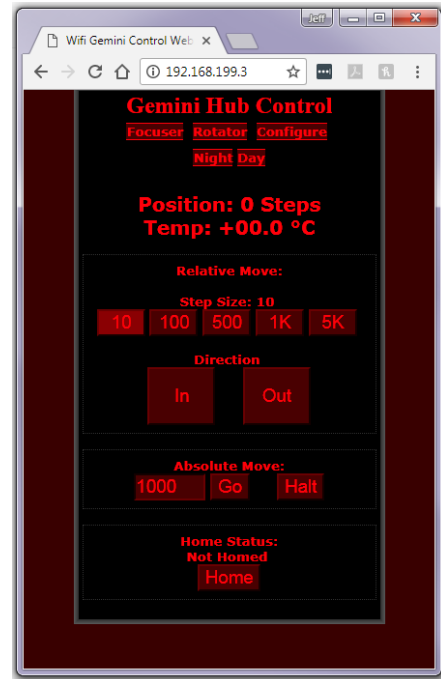 Jeff
Wifi Gemini Control Web
192.168.199.3
Gemini Hub Control
Focuser Rotator Configure
Night Day
Position: 0 Steps
Temp: +00.0 °C
Relative Move:
Step Size: 10
10 100 500 1K 5K
Direction
In Out
Absolute Move:
1000 Go Halt
Home Status:
Not Homed
Home